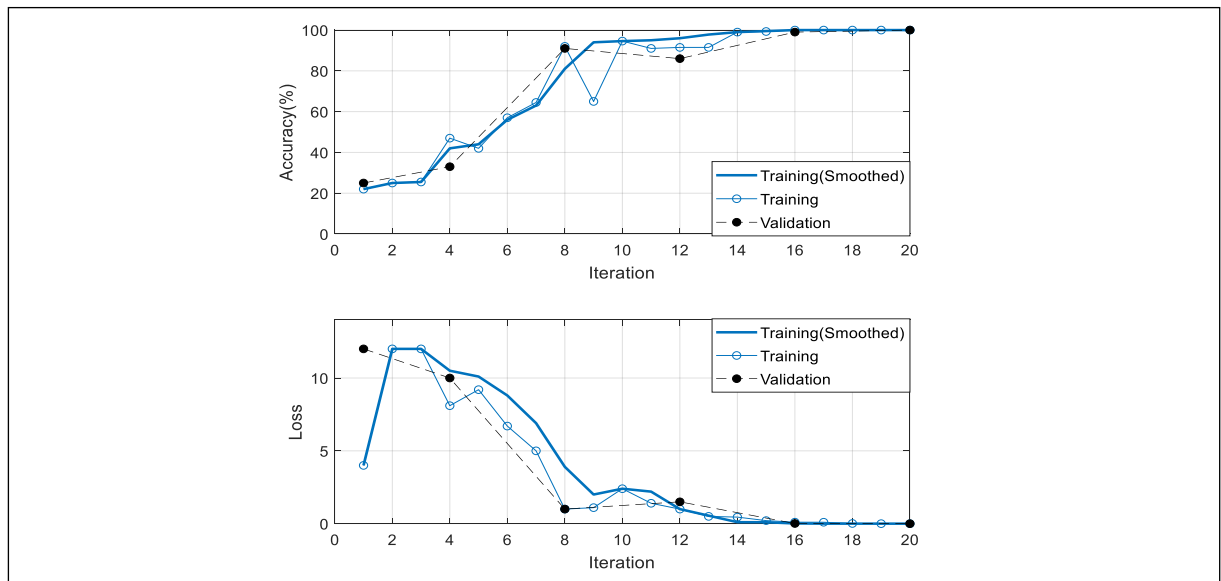 100
80
60
40
20
0
Accuracy(%)
Training(Smoothed)
Training
Validation
0 2 4 6 8 10 12 14 16 18 20
Iteration
10
5
0
Loss
Training(Smoothed)
Training
Validation
0 2 4 6 8 10 12 14 16 18 20
Iteration